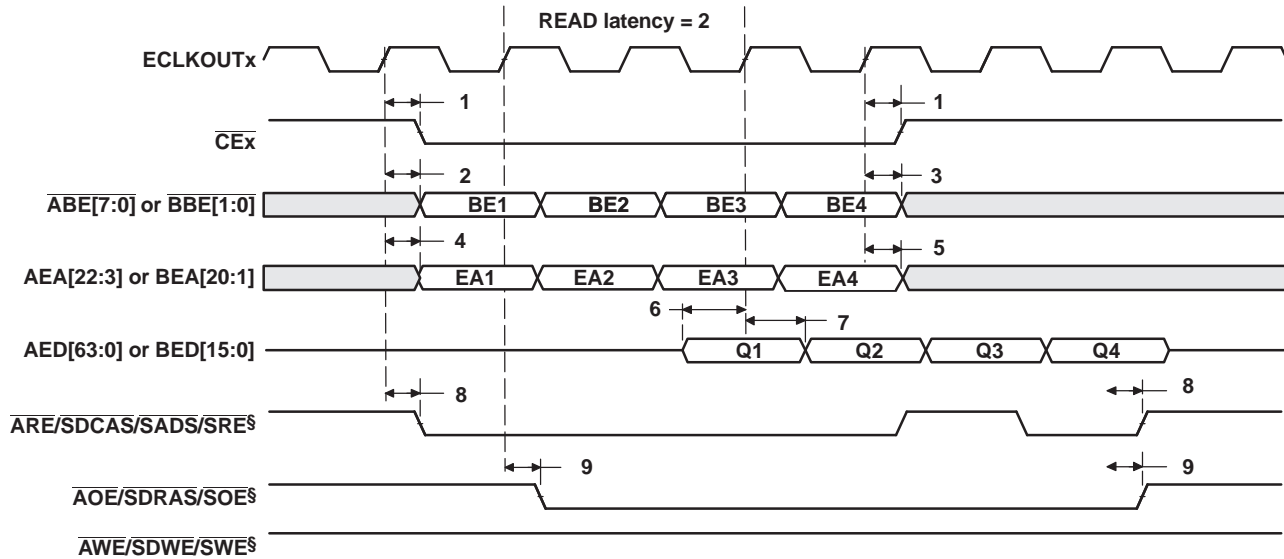 READ latency = 2
ECLKOUTx
1 1
CEx
2 3
ABE[7:0] or BBE[1:0] BE1 BE2 BE3 BE4
4 5
AEA[22:3] or BEA[20:1] EA1 EA2 EA3 EA4
6 7
AED[63:0] or BED[15:0] Q1 Q2 Q3 Q4
8 8
ARE/SDCAS/SADS/SRE§
9 9
AOE/SDRAS/SOE§
AWE/SDWE/SWE§